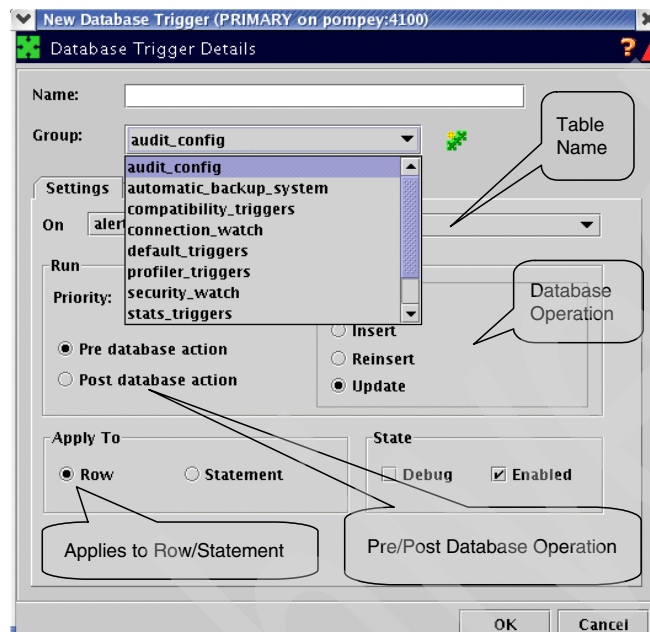 New Database Trigger (PRIMARY on pompey:4100)
Database Trigger Details
?
Name:
Group:
audit_config
Table
Name
audit_config
automatic_backup_system
compatibility_triggers
connection_watch
default_triggers
profiler_triggers
security_watch
stats_triggers
Settings
On
Run
Priority:
Database
Operation
Insert
Reinsert
Update
Pre database action
Post database action
Apply To
Row
Statement
State
Debug
Enabled
Applies to Row/Statement
Pre/Post Database Operation
OK
Cancel